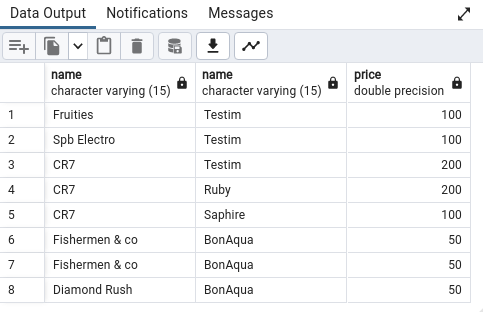 Data Output Notifications Messages
name name price
character varying (15) character varying (15) double precision
1 Fruities Testim 100
2 Spb Electro Testim 100
3 CR7 Testim 200
4 CR7 Ruby 200
5 CR7 Saphire 100
6 Fishermen & co BonAqua 50
7 Fishermen & co BonAqua 50
8 Diamond Rush BonAqua 50